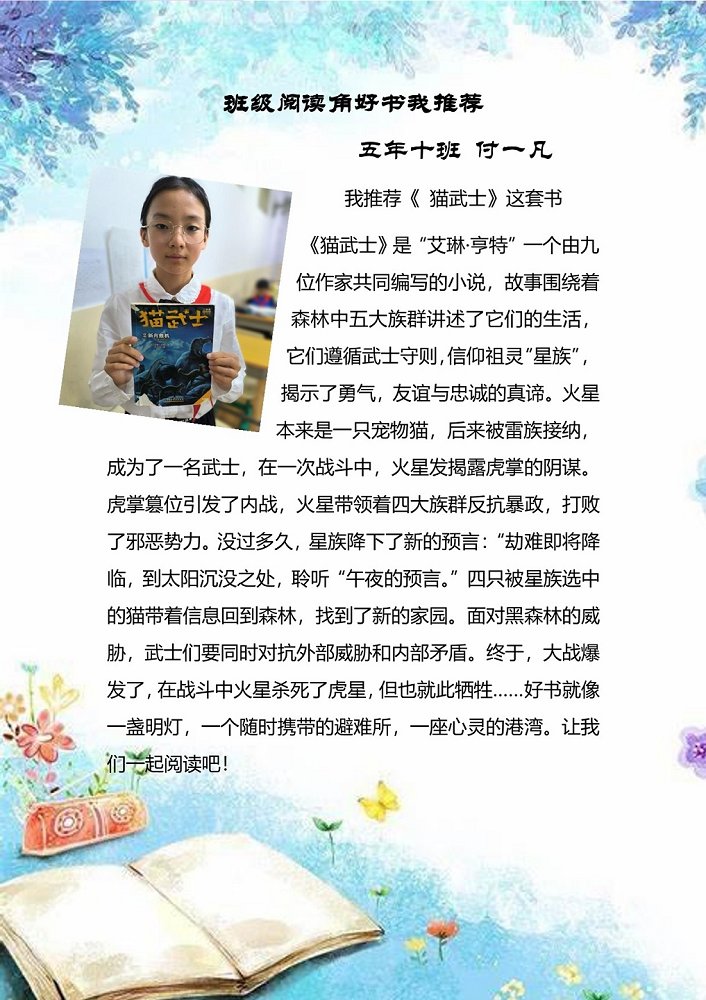 班级阅读角好书我推荐
五年十班 付一凡
我推荐《 猫武士》这套书
《猫武士》是“艾琳·亨特”一个由九
位作家共同编写的小说，故事围绕着
森林中五大族群讲述了它们的生活，
它们遵循武士守则，信仰祖灵“星族”，
揭示了勇气，友谊与忠诚的真谛。火星
本来是一只宠物猫，后来被雷族接纳，
成为了一名武士，在一次战斗中，火星发揭露虎掌的阴谋。
虎掌篡位引发了内战，火星带领着四大族群反抗暴政，打败
了邪恶势力。没过多久，星族降下了新的预言：“劫难即将降
临，到太阳沉没之处，聆听“午夜的预言。”四只被星族选中
的猫带着信息回到森林，找到了新的家园。面对黑森林的威
胁，武士们要同时对抗外部威胁和内部矛盾。终于，大战爆
发了，在战斗中火星杀死了虎星，但也就此牺牲……好书就像
一盏明灯，一个随时携带的避难所，一座心灵的港湾。让我
们一起阅读吧！
猫武士